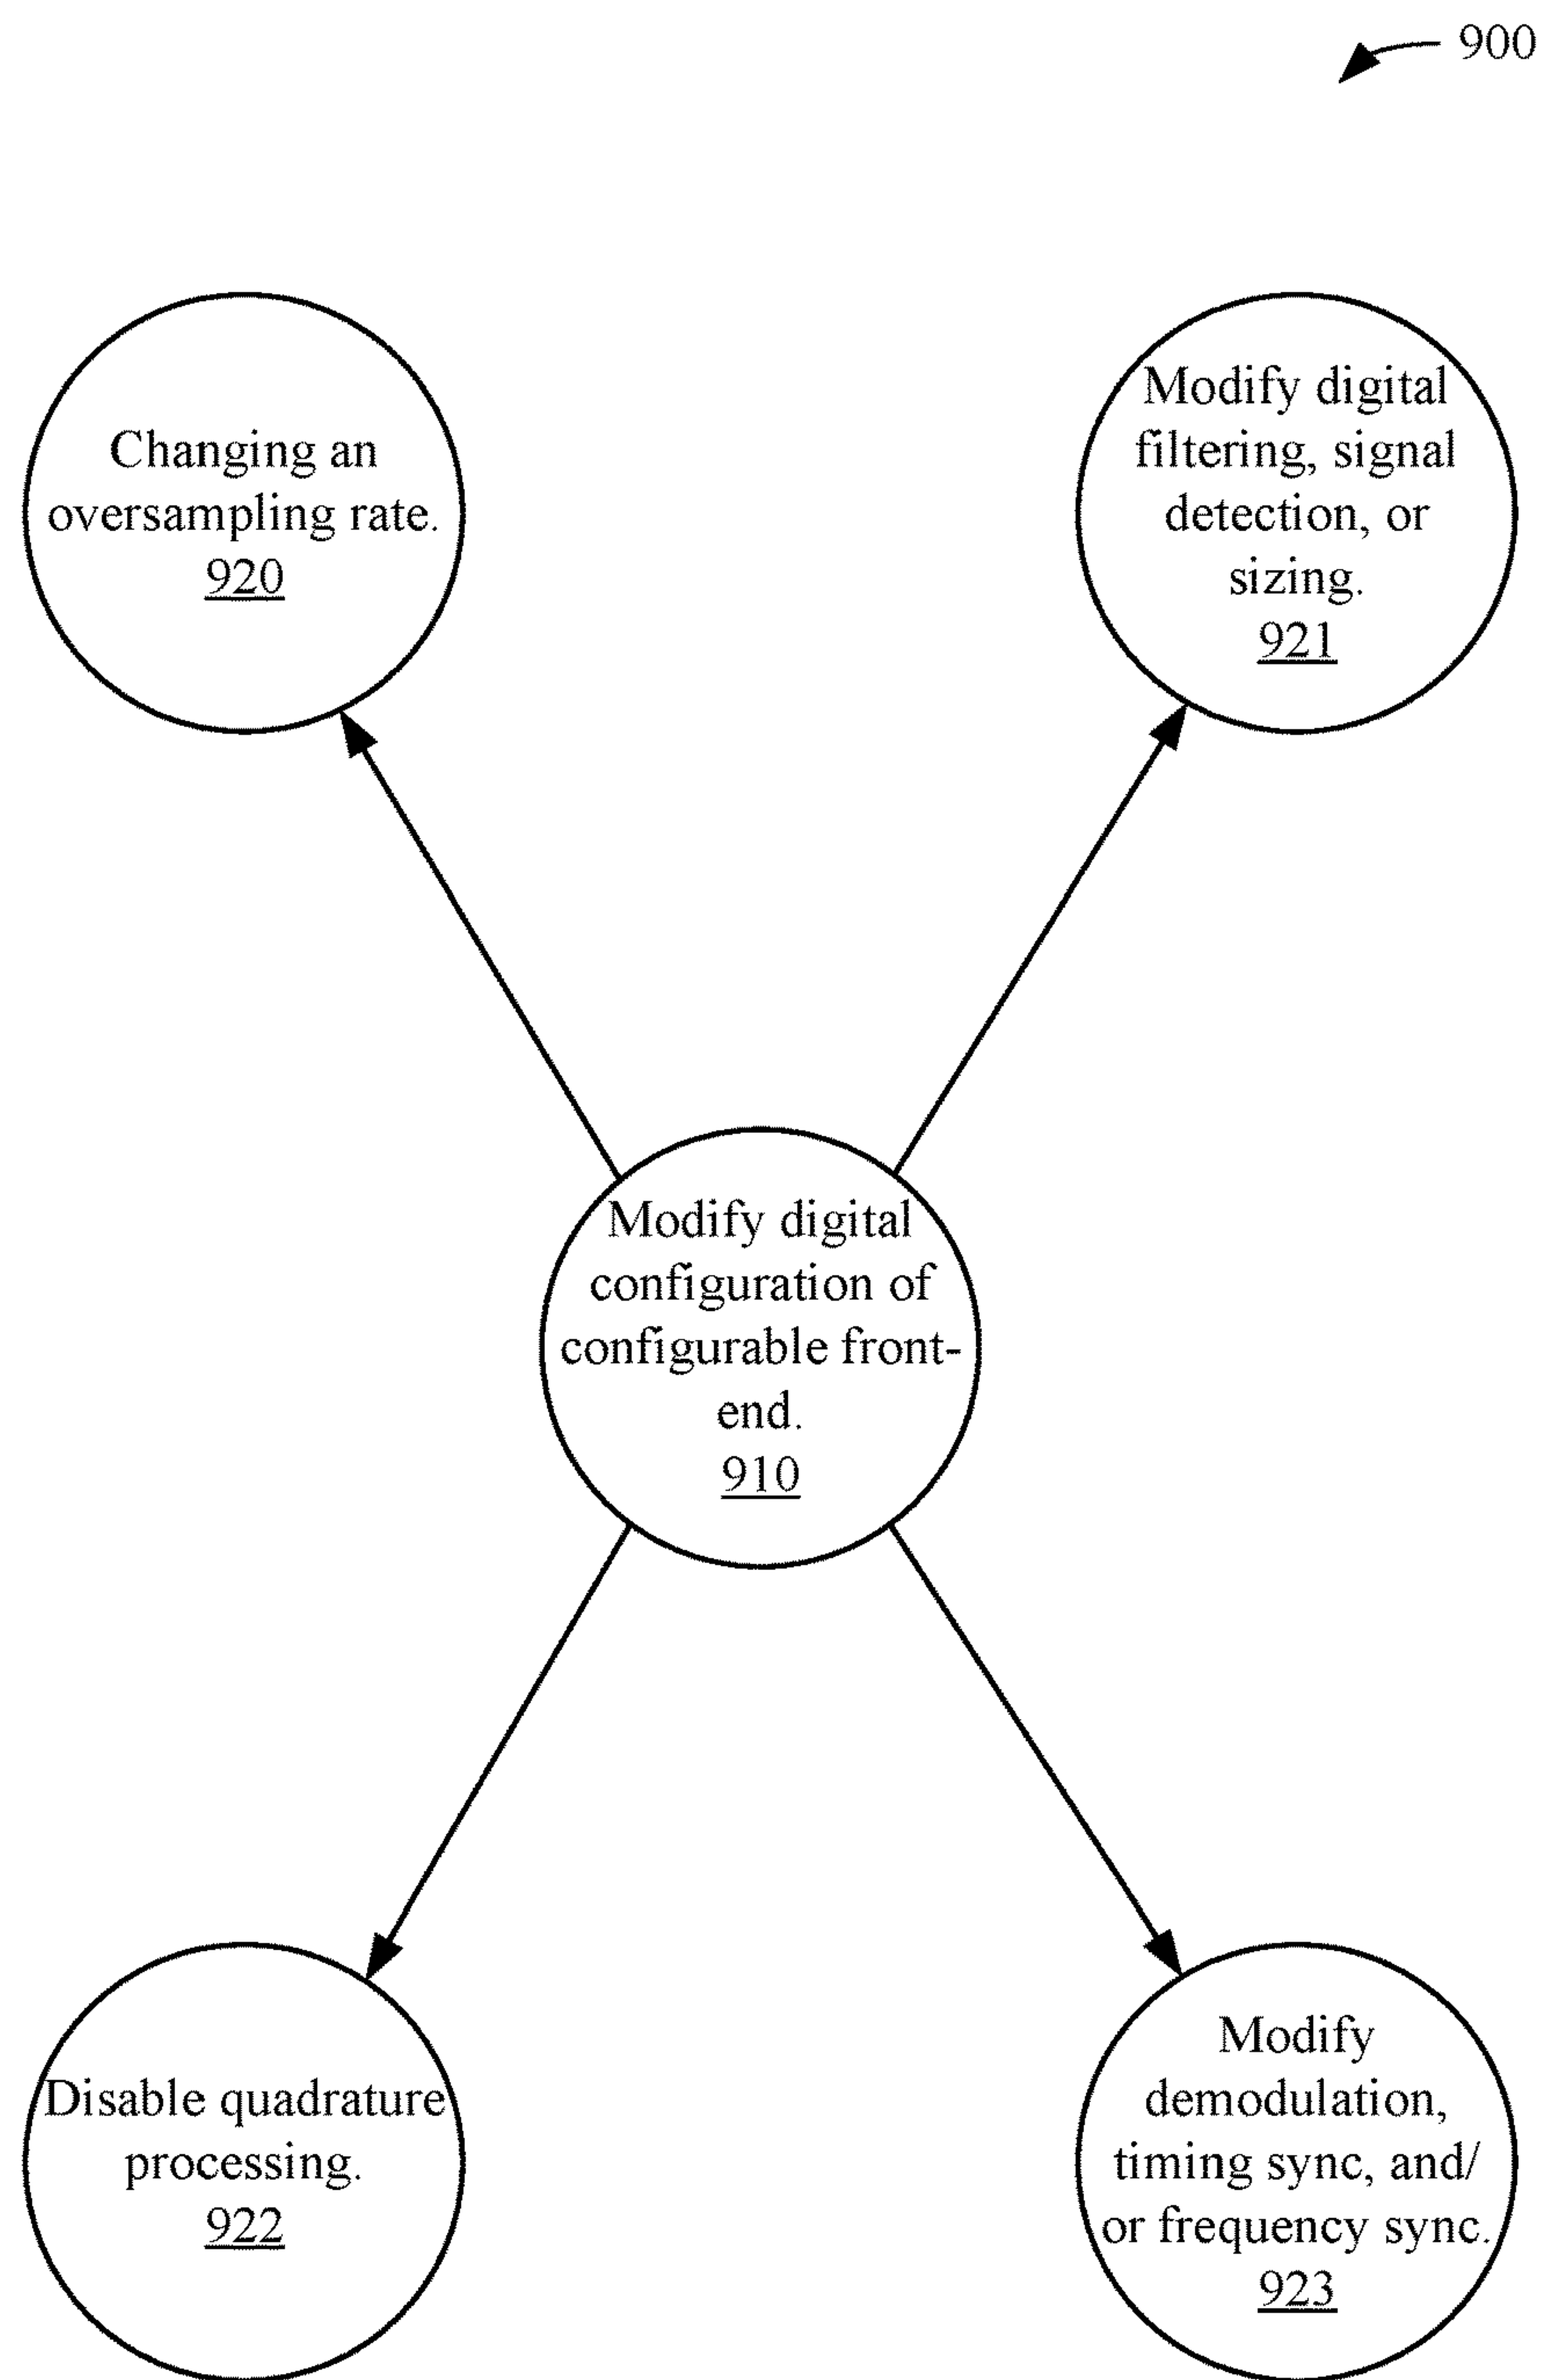 900
Changing an
oversampling rate.
920
Modify digital
filtering, signal
detection, or
sizing.
921
Modify digital
configuration of
configurable front-
end.
910
Disable quadrature
processing.
922
Modify
demodulation,
timing sync, and/
or frequency sync.
923